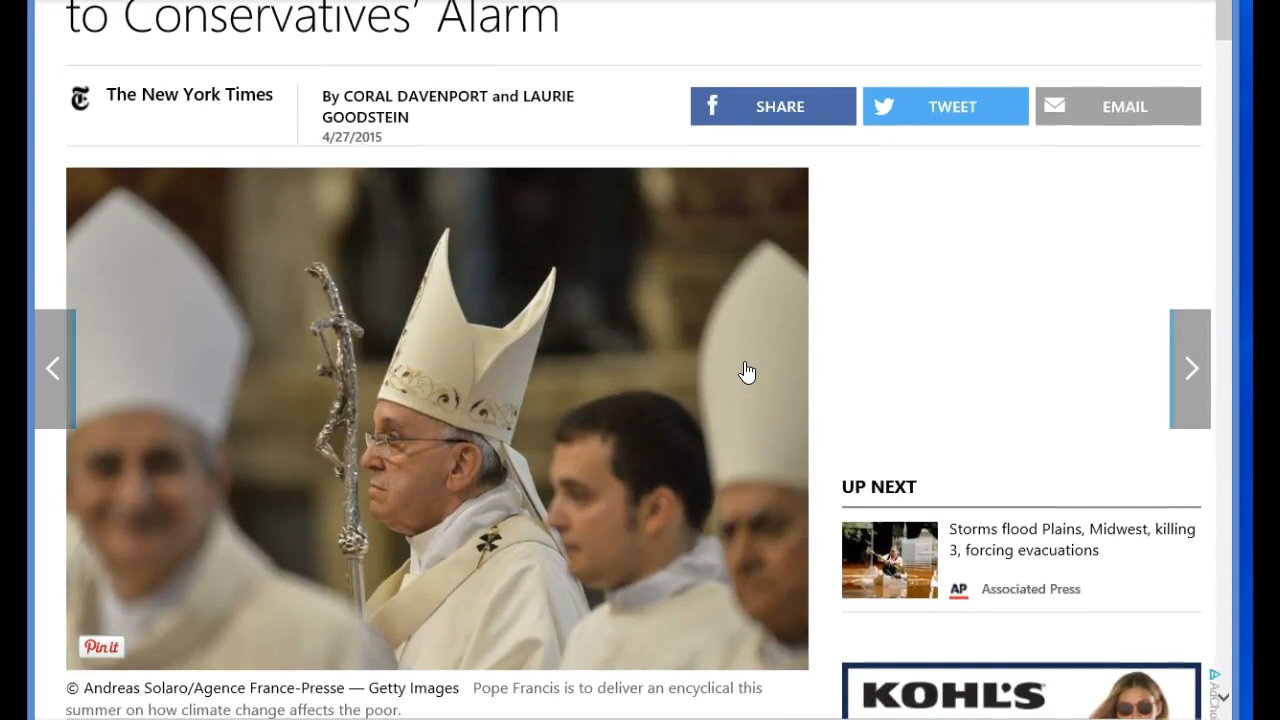 to Conservatives' Alarm
The New York Times
By CORAL DAVENPORT and LAURIE
GOODSTEIN
4/27/2015
SHARE
TWEET
EMAIL
UP NEXT
Storms flood Plains, Midwest, killing
3, forcing evacuations
AP Associated Press
Pin it
© Andreas Solaro/Agence France-Presse — Getty Images Pope Francis is to deliver an encyclical this
summer on how climate change affects the poor.
KOHL'S